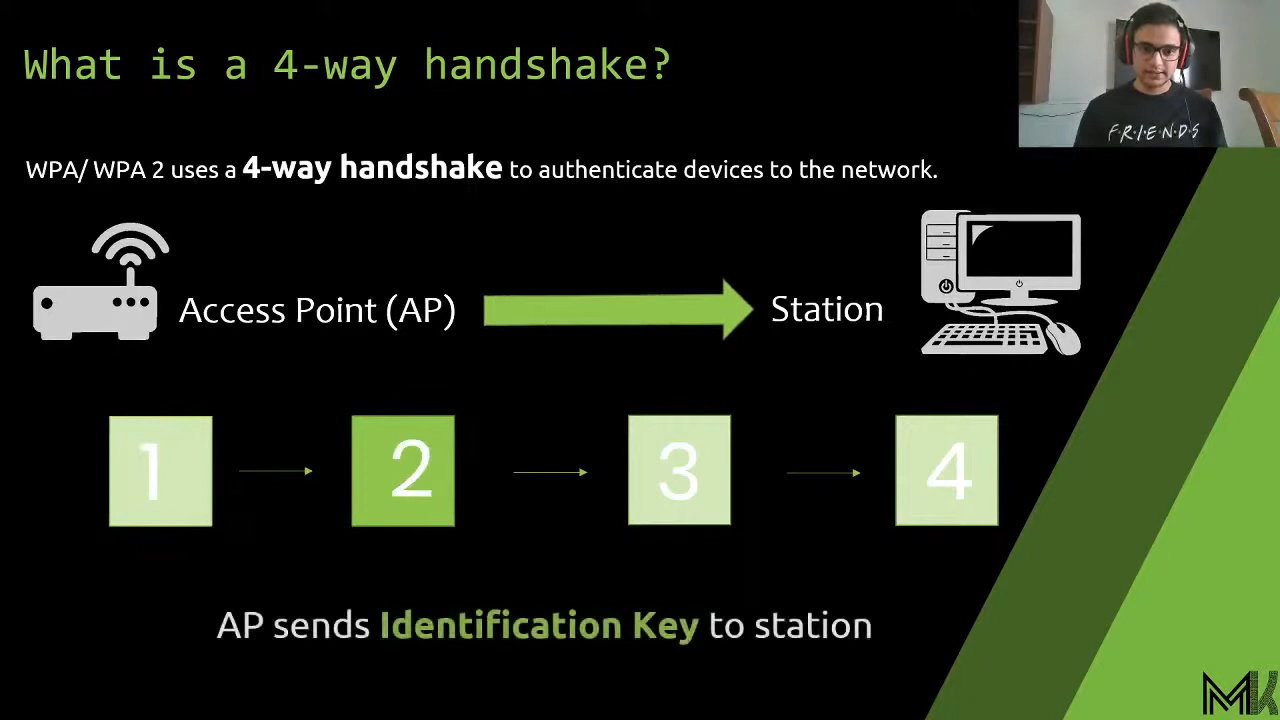 What is a 4-way handshake?
F·R·I·E·N·D·S
WPA/ WPA 2 uses a 4-way handshake to authenticate devices to the network.
Access Point (AP)
Station
1
2
3
4
AP sends Identification Key to station
MK